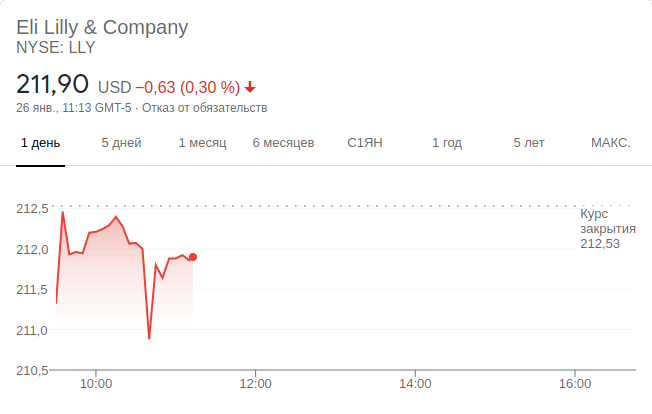 Eli Lilly & Company
NYSE: LLY
211,90 USD −0,63 (0,30 %)
26 янв., 11:13 GMT-5 · Отказ от обязательств
1 день 5 дней 1 месяц 6 месяцев С1ЯН 1 год 5 лет МАКС.
212,5
Курс
закрытия
212,53
212,0
211,5
211,0
210,5
10:00 12:00 14:00 16:00